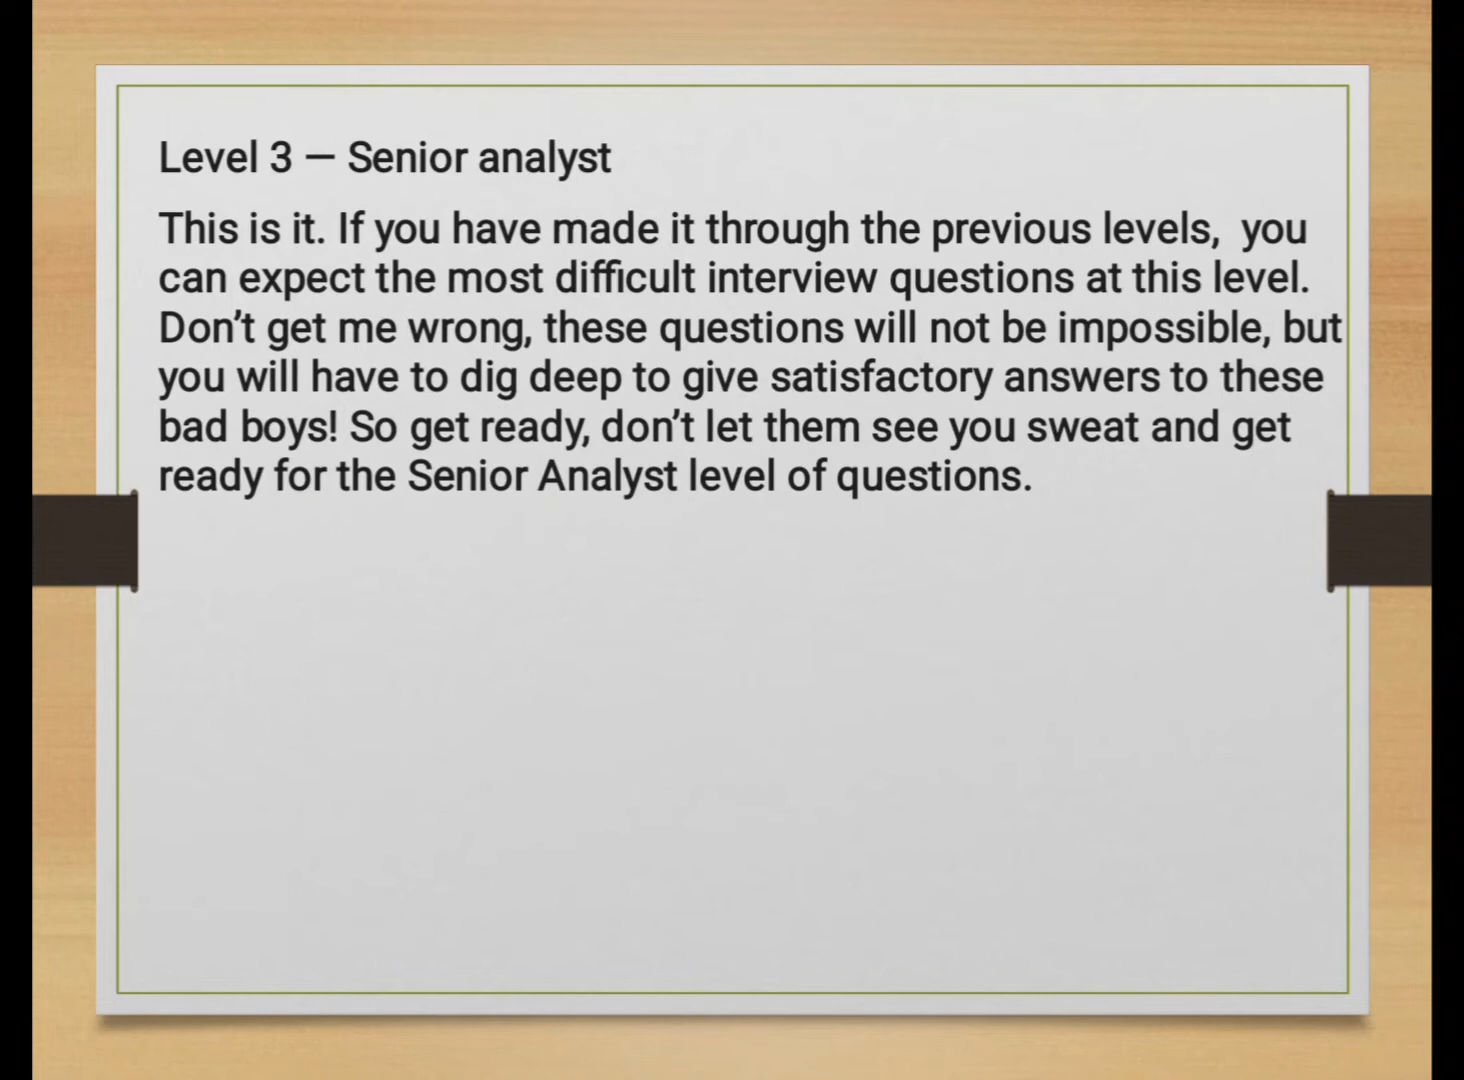 Level 3 — Senior analyst
This is it. If you have made it through the previous levels,  you
can expect the most difficult interview questions at this level.
Don’t get me wrong, these questions will not be impossible, but
you will have to dig deep to give satisfactory answers to these
bad boys! So get ready, don’t let them see you sweat and get
ready for the Senior Analyst level of questions.